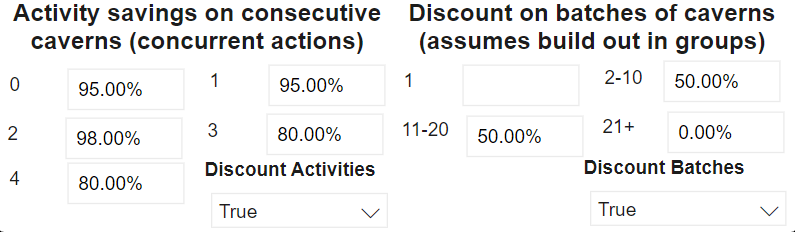 Activity savings on consecutive
caverns (concurrent actions)
0 95.00% 1 95.00%
2 98.00% 3 80.00%
4 80.00%
Discount Activities
True
Discount on batches of caverns
(assumes build out in groups)
1 2-10 50.00%
11-20 50.00% 21+ 0.00%
Discount Batches
True